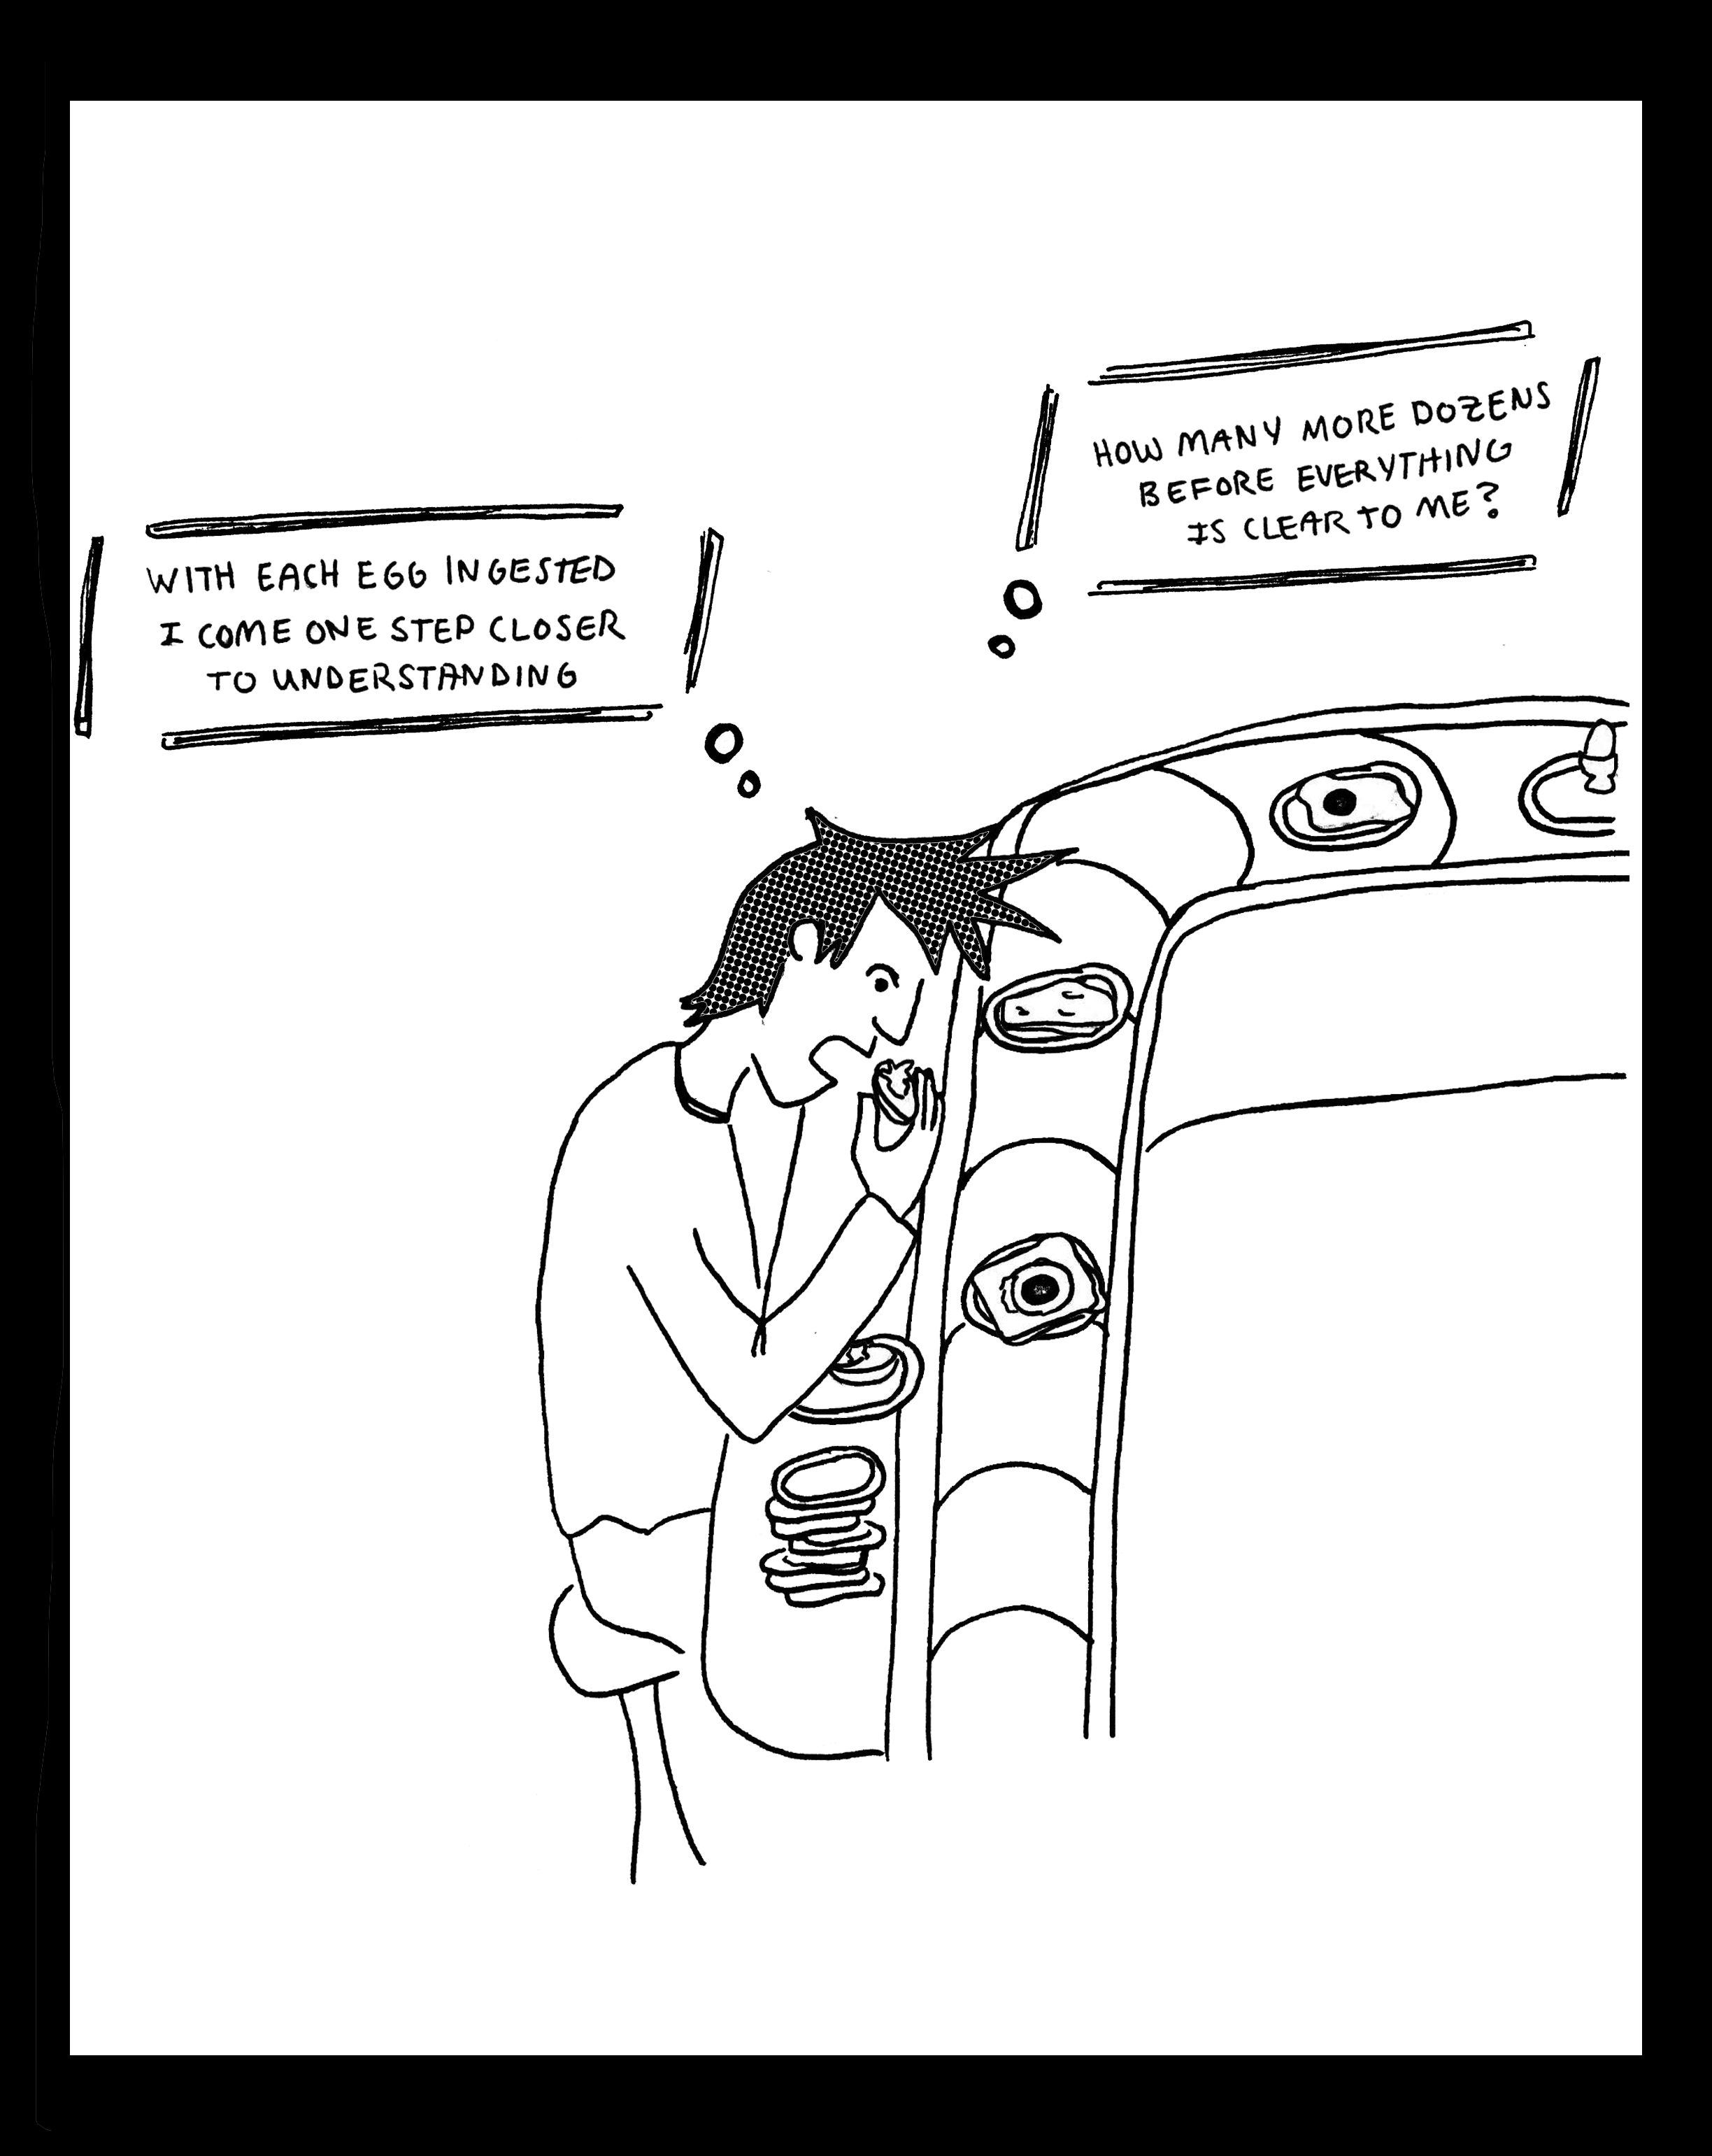 WITH EACH EGG INGESTED
I COME ONE STEP CLOSER
TO UNDERSTANDING
HOW MANY MORE DOZENS
BEFORE EVERYTHING
IS CLEAR TO ME?